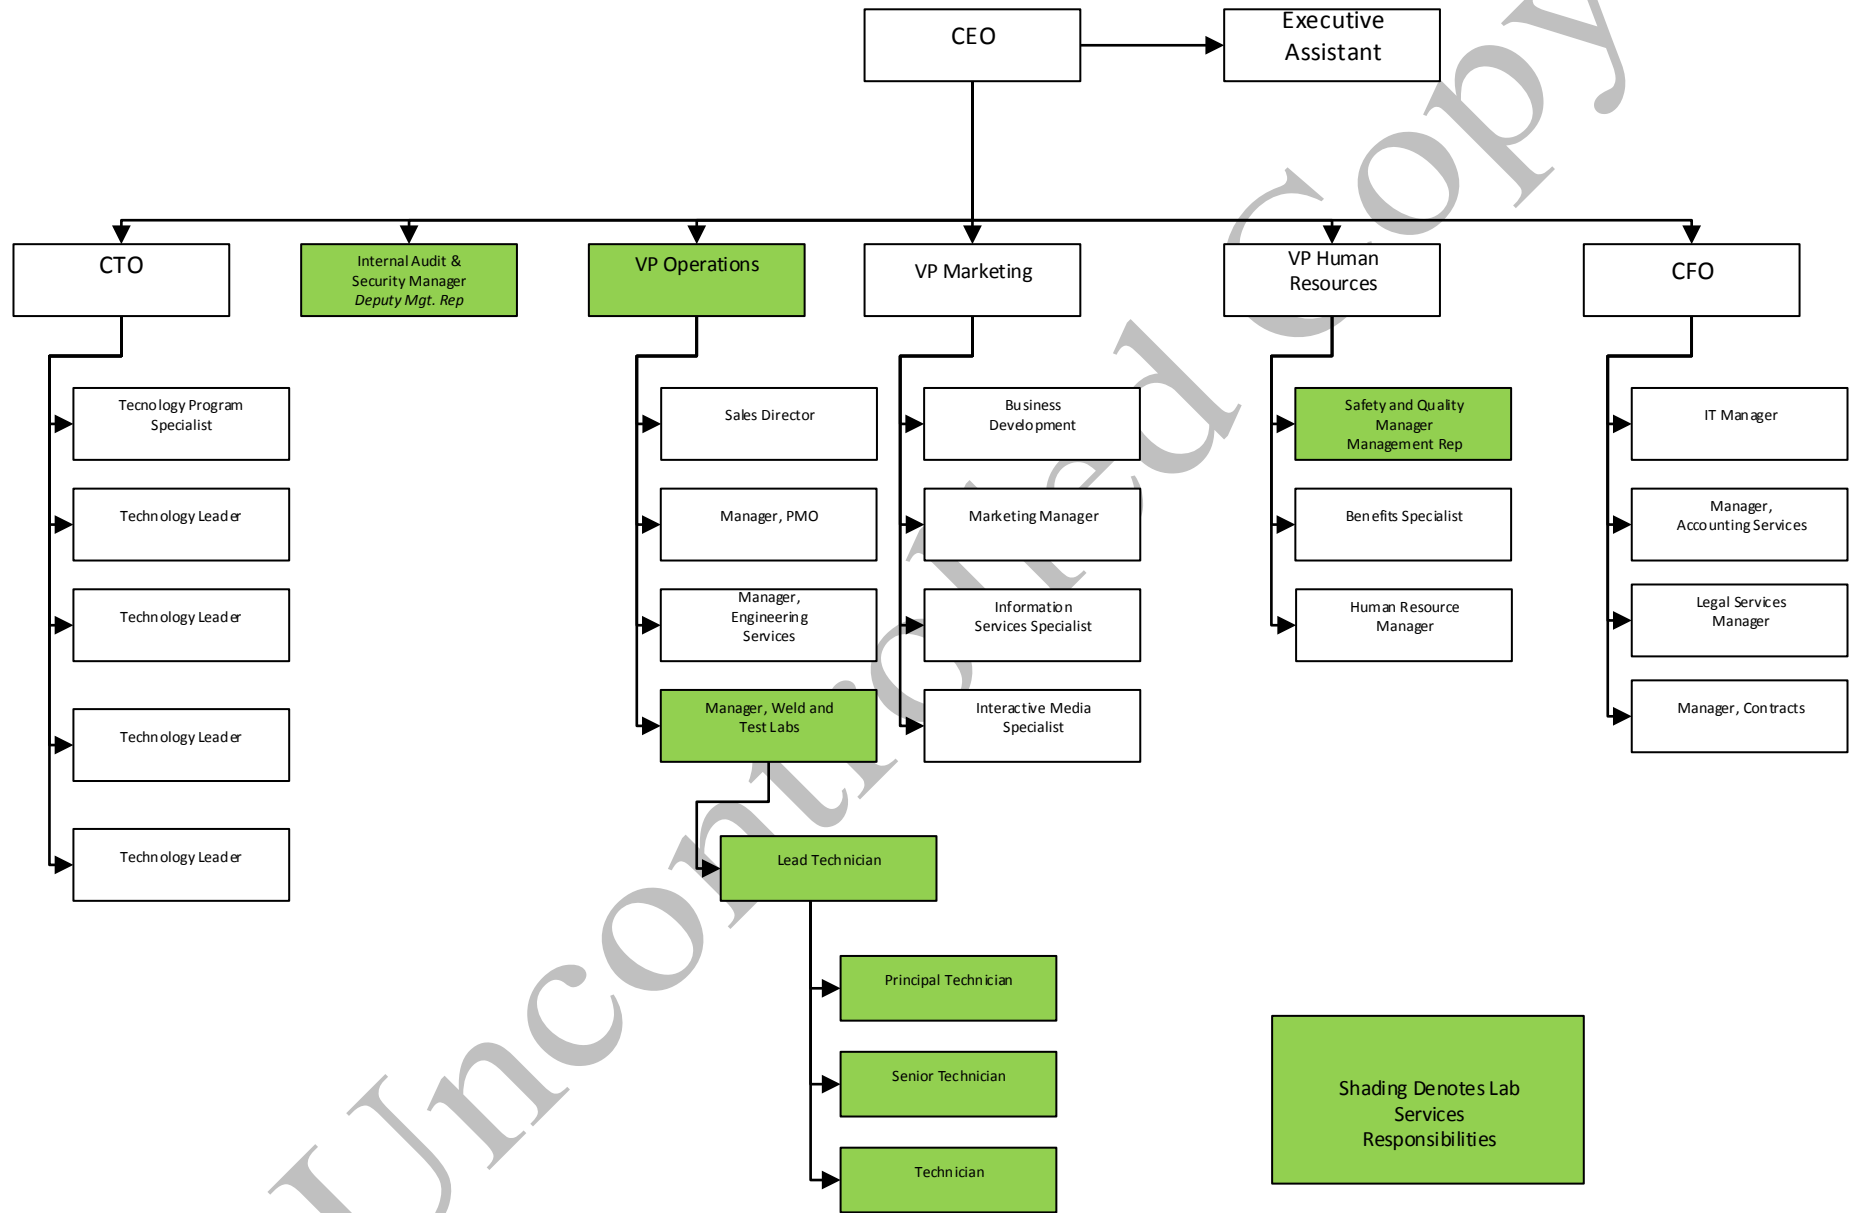 CEO
Executive
Assistant
CTO
Internal Audit &
Security Manager
Deputy Mgt. Rep
VP Operations
VP Marketing
VP Human
Resources
CFO
Tecnology Program
Specialist
Technology Leader
Technology Leader
Technology Leader
Technology Leader
Sales Director
Manager, PMO
Manager,
Engineering
Services
Manager, Weld and
Test Labs
Lead Technician
Principal Technician
Senior Technician
Technician
Business
Development
Marketing Manager
Information
Services Specialist
Interactive Media
Specialist
Safety and Quality
Manager
Management Rep
Benefits Specialist
Human Resource
Manager
IT Manager
Manager,
Accounting Services
Legal Services
Manager
Manager, Contracts
Shading Denotes Lab
Services
Responsibilities
Uncontrolled Copy